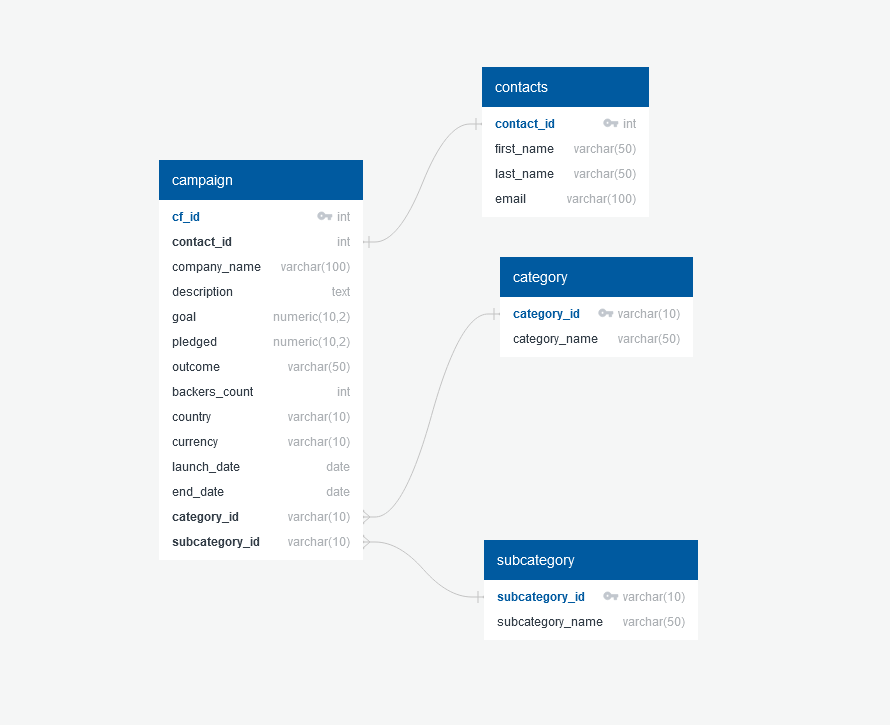 campaign
cf_id int
contact_id int
company_name varchar(100)
description text
goal numeric(10,2)
pledged numeric(10,2)
outcome varchar(50)
backers_count int
country varchar(10)
currency varchar(10)
launch_date date
end_date date
category_id varchar(10)
subcategory_id varchar(10)
contacts
contact_id int
first_name varchar(50)
last_name varchar(50)
email varchar(100)
category
category_id varchar(10)
category_name varchar(50)
subcategory
subcategory_id varchar(10)
subcategory_name varchar(50)